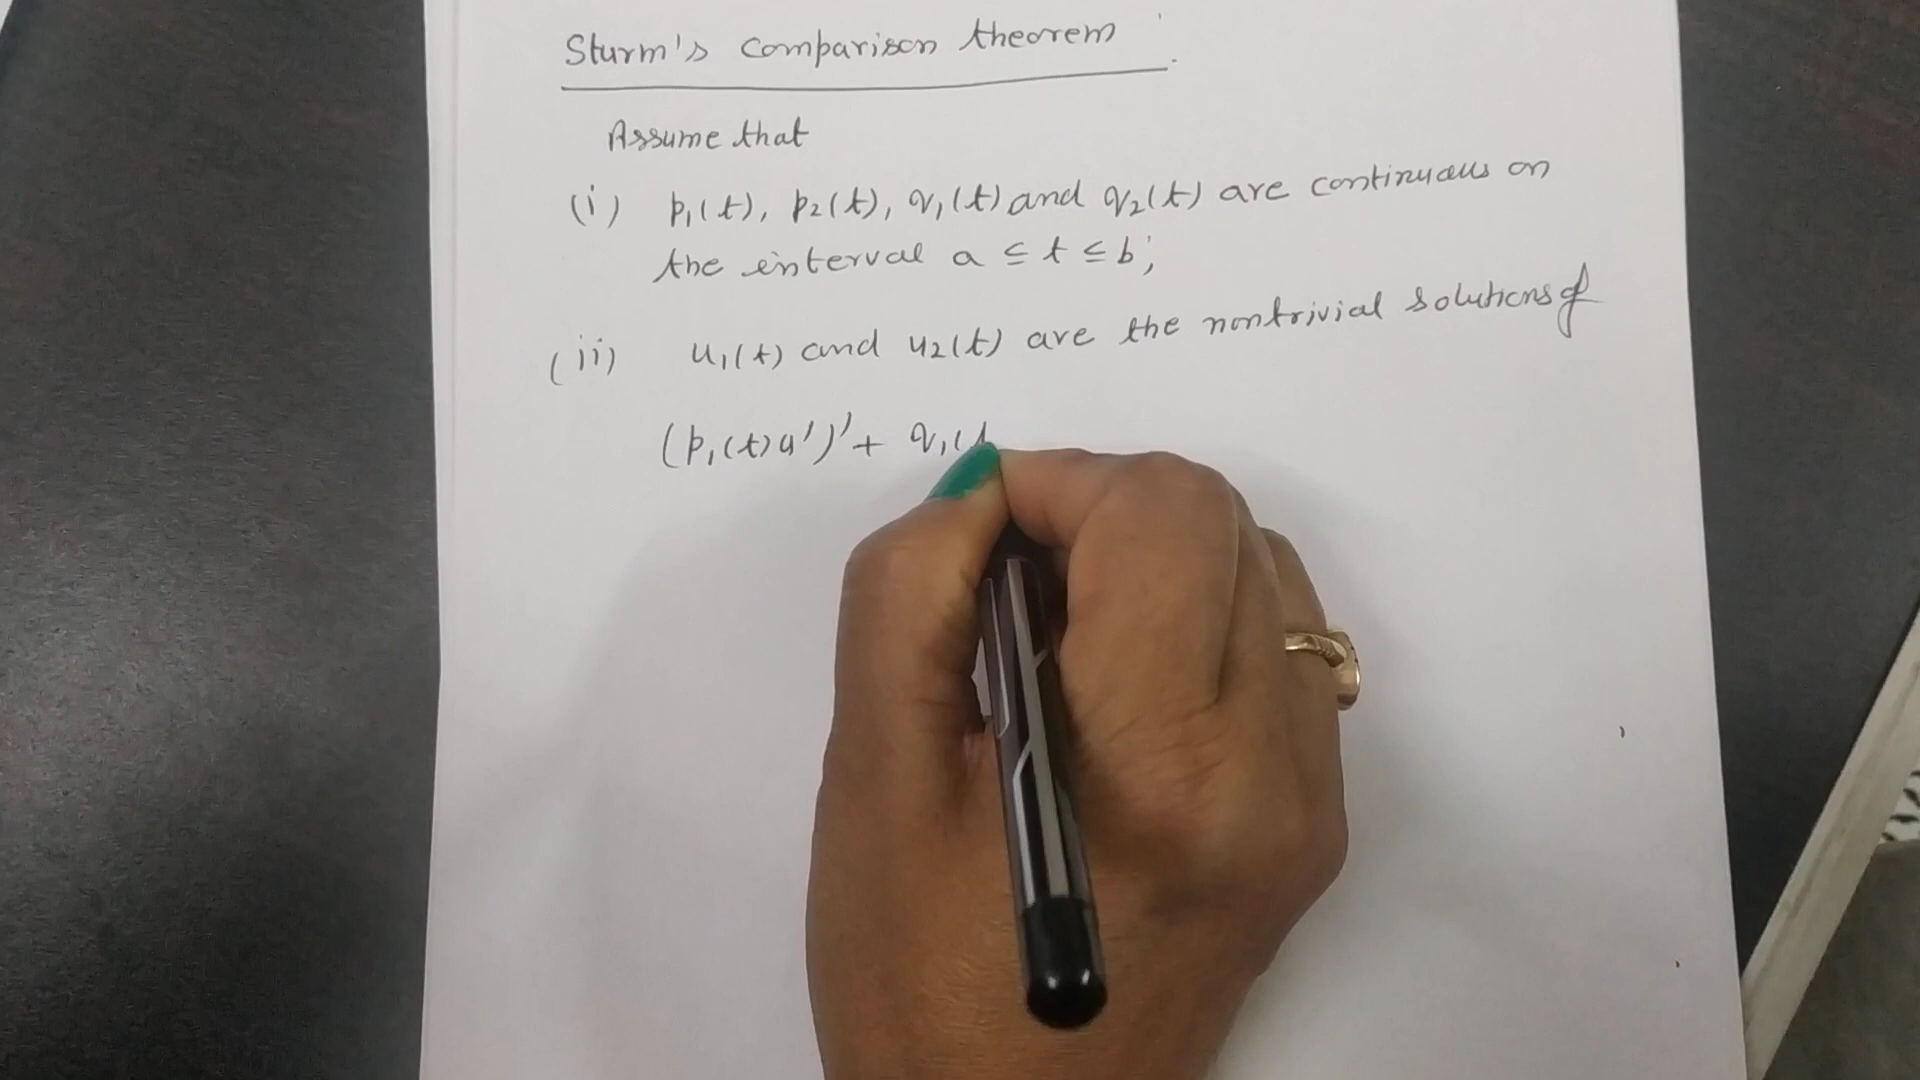 Sturm's comparison theorem
Assume that
(i) p₁(t), p₂(t), q₁(t) and q₂(t) are continuous on
the interval a ≤ t ≤ b;
(ii) u₁(t) and u₂(t) are the nontrivial solutions of
(p₁(t)u')' + q₁(t